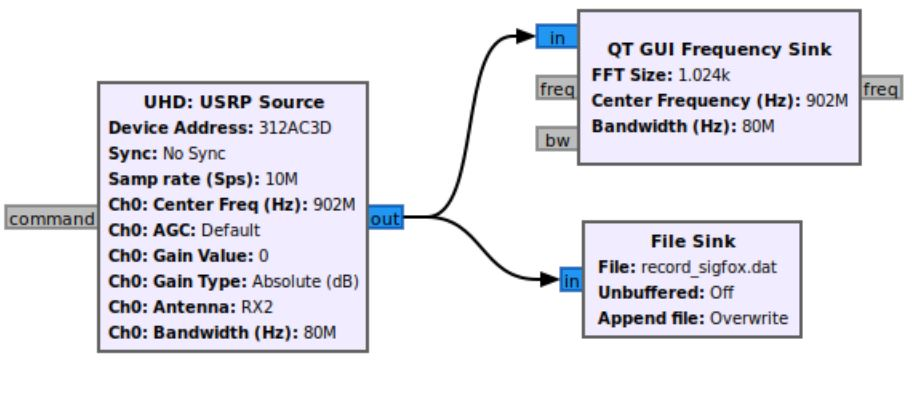 command
UHD: USRP Source
Device Address: 312AC3D
Sync: No Sync
Samp rate (Sps): 10M
Ch0: Center Freq (Hz): 902M
Ch0: AGC: Default
Ch0: Gain Value: 0
Ch0: Gain Type: Absolute (dB)
Ch0: Antenna: RX2
Ch0: Bandwidth (Hz): 80M
out
in
freq
bw
QT GUI Frequency Sink
FFT Size: 1.024k
Center Frequency (Hz): 902M
Bandwidth (Hz): 80M
freq
in
File Sink
File: record_sigfox.dat
Unbuffered: Off
Append file: Overwrite